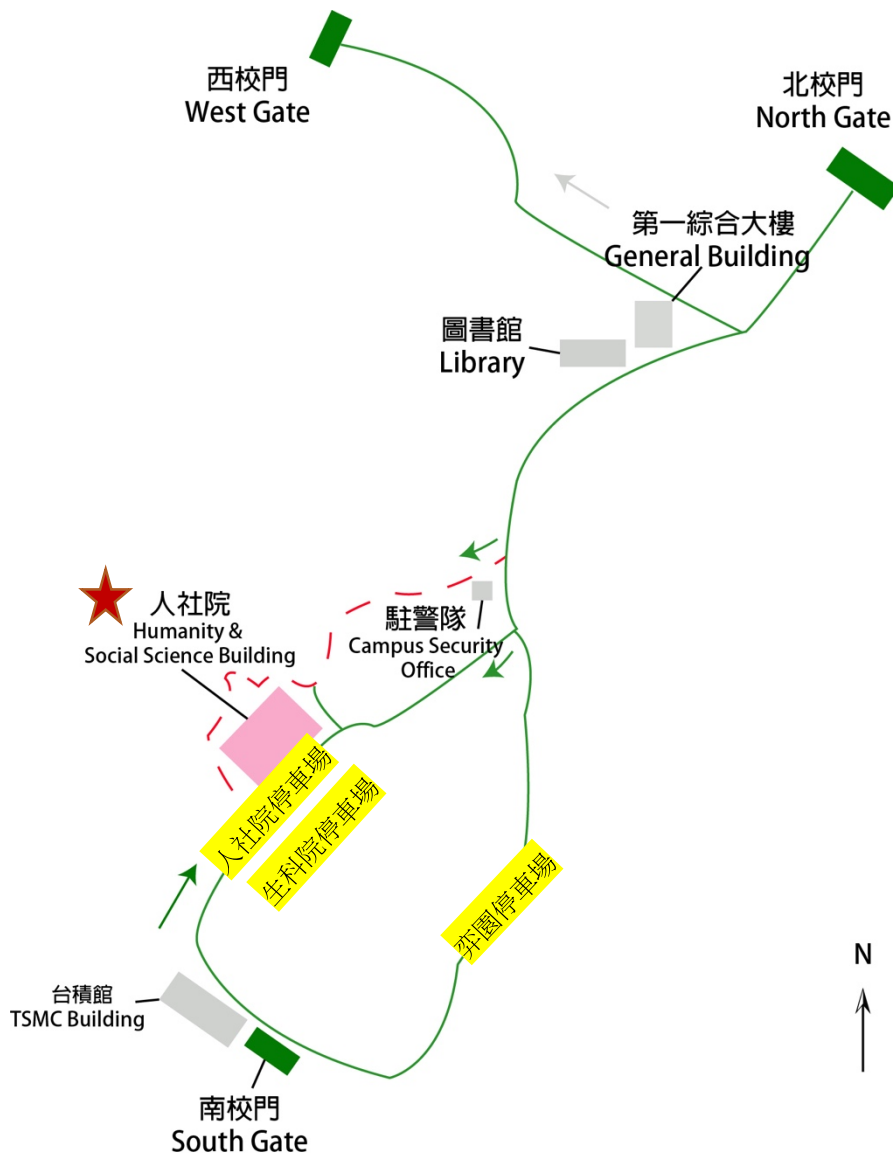 西校門
West Gate
北校門
North Gate
第一綜合大樓
General Building
圖書館
Library
人社院
Humanity &
Social Science Building
駐警隊
Campus Security
Office
人社院停車場
生科院停車場
弈園停車場
台積館
TSMC Building
N
南校門
South Gate